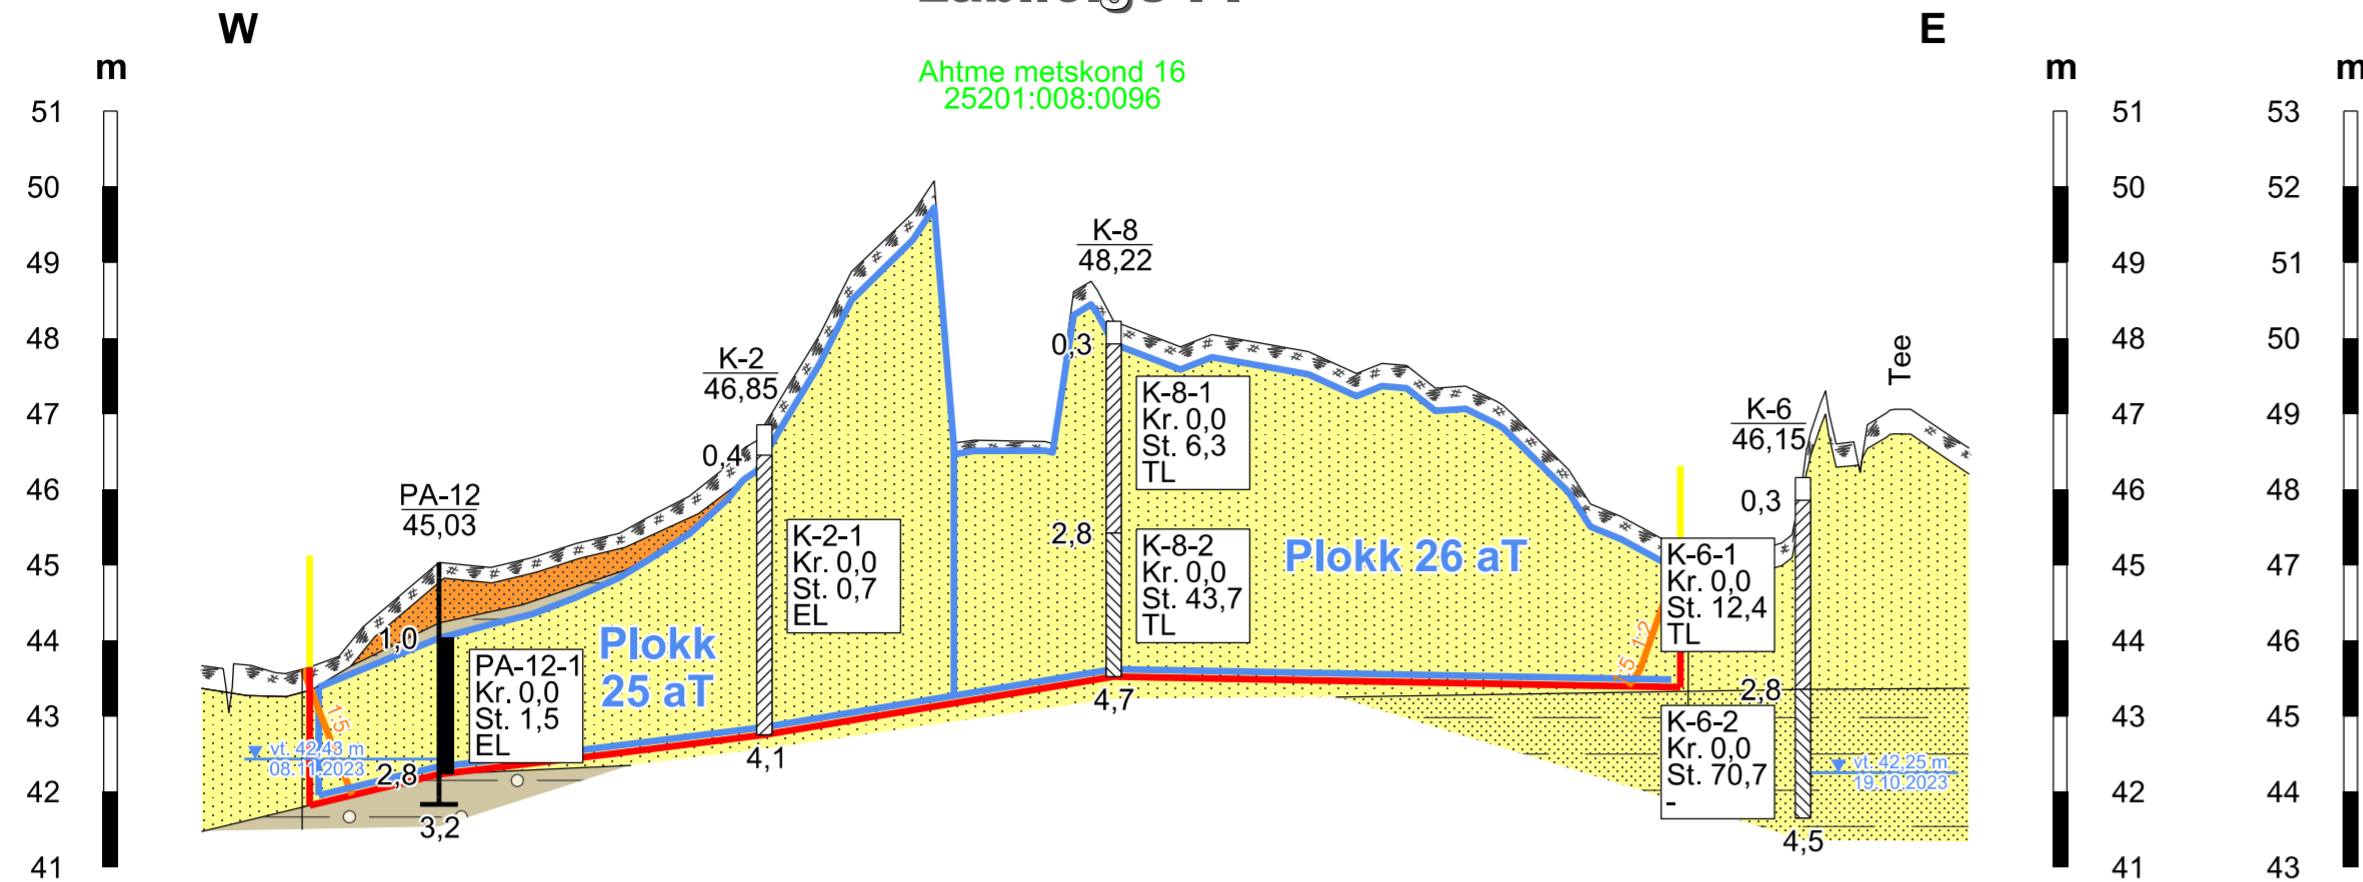 W
E
m
m
m
Ahtme metskond 16
25201:008:0096
51
50
49
48
47
46
45
44
43
42
41
51
50
49
48
47
46
45
44
43
42
41
53
52
51
50
49
48
47
46
45
44
43
PA-12
45,03
1,0
2,8
3,2
PA-12-1
Kr. 0,0
St. 1,5
EL
1:5
vt. 42,43 m
08.11.2023
Plokk
25 aT
K-2
46,85
0,4
4,1
K-2-1
Kr. 0,0
St. 0,7
EL
K-8
48,22
0,3
2,8
4,7
K-8-1
Kr. 0,0
St. 6,3
TL
K-8-2
Kr. 0,0
St. 43,7
TL
Plokk 26 aT
1:2
K-6
46,15
0,3
2,8
4,5
K-6-1
Kr. 0,0
St. 12,4
TL
K-6-2
Kr. 0,0
St. 70,7
-
Tee
vt. 42,25 m
19.10.2023